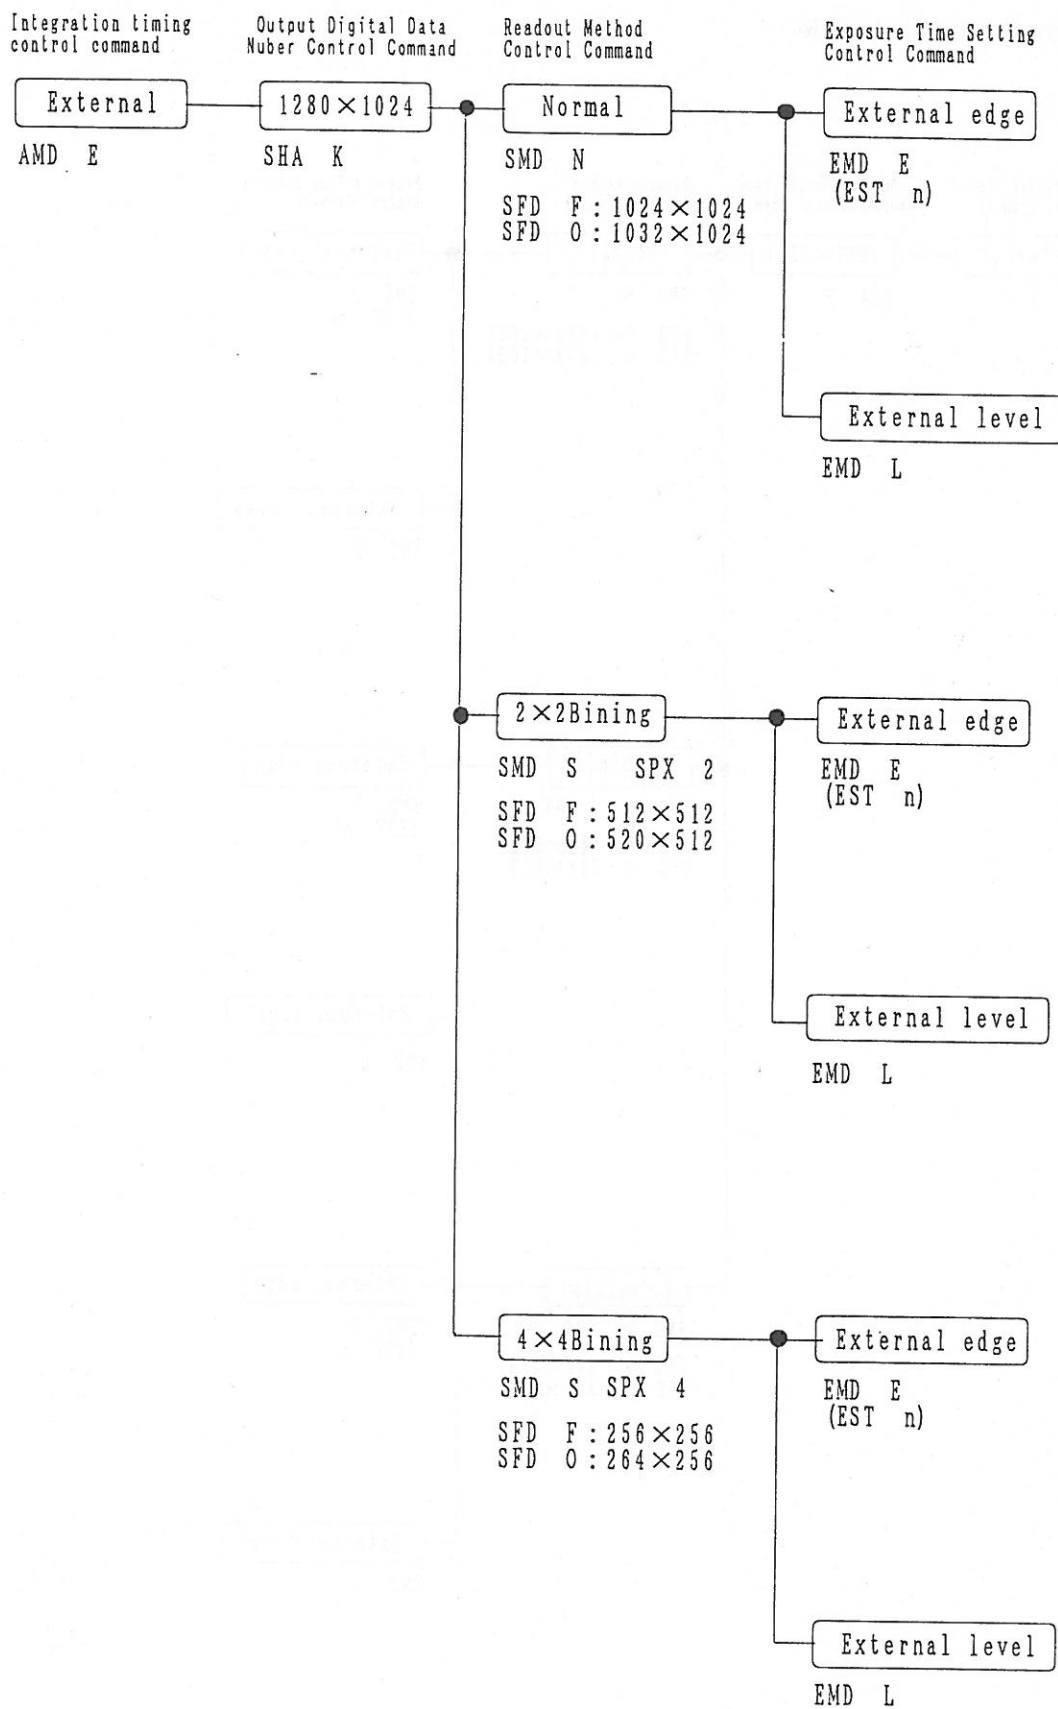 Integration timing
control command
Output Digital Data
Nuber Control Command
Readout Method
Control Command
Exposure Time Setting
Control Command
External
1280×1024
Normal
External edge
AMD E
SHA K
SMD N
EMD E
(EST n)
SFD F:1024×1024
SFD O:1032×1024
External level
EMD L
2×2Bining
External edge
SMD S SPX 2
EMD E
(EST n)
SFD F:512×512
SFD O:520×512
External level
EMD L
4×4Bining
External edge
SMD S SPX 4
EMD E
(EST n)
SFD F:256×256
SFD O:264×256
External level
EMD L